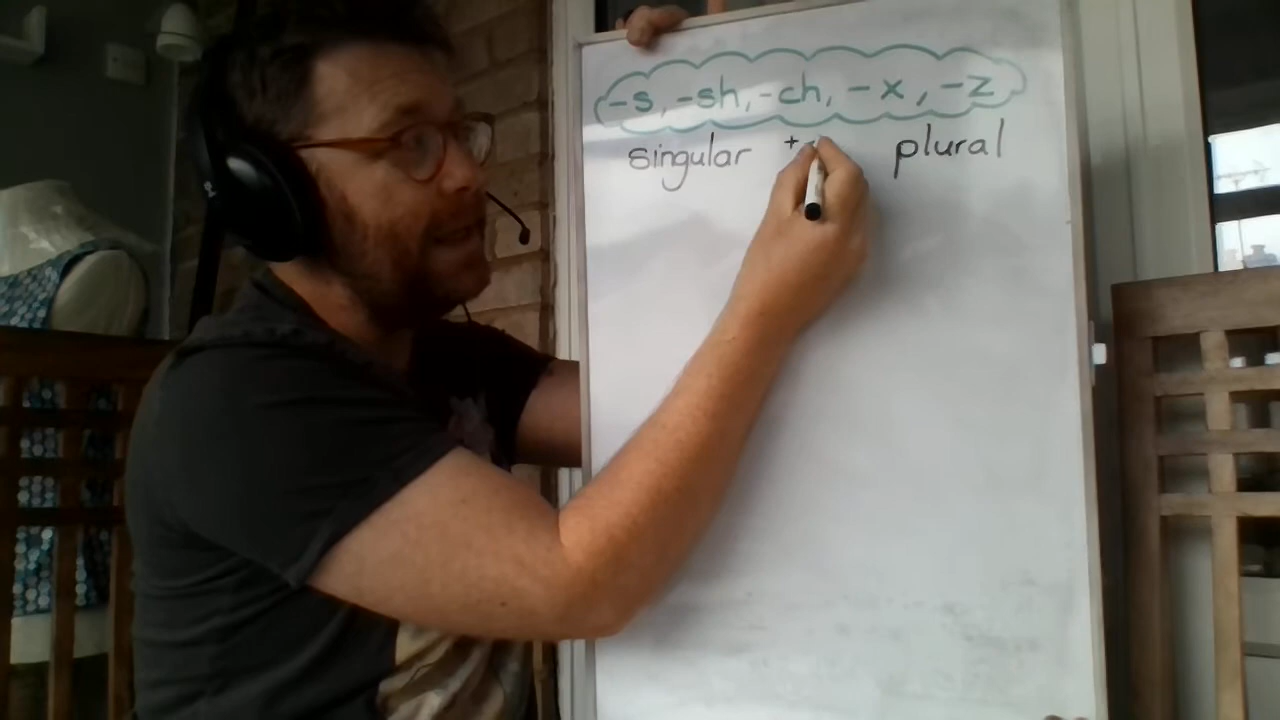 -s, -sh, -ch, -x, -z
singular + plural